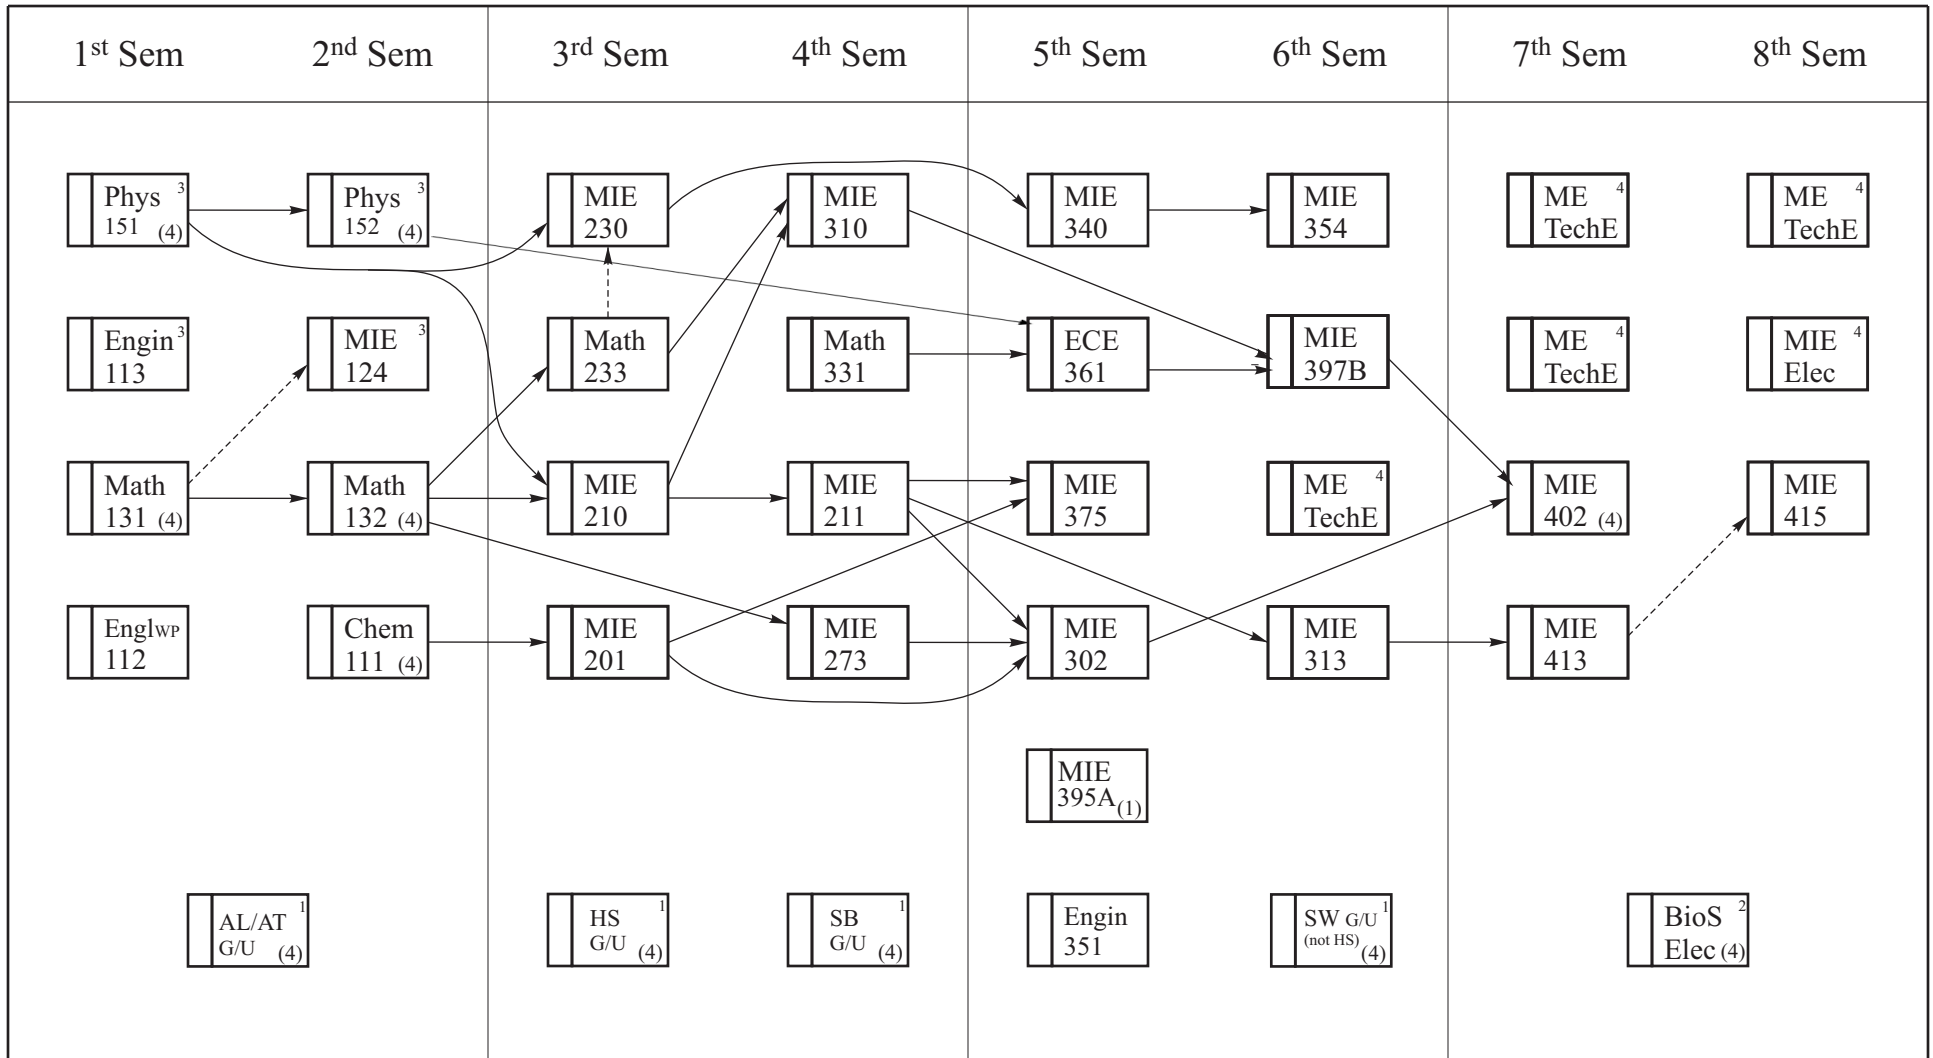 1st Sem 2nd Sem 3rd Sem 4th Sem 5th Sem 6th Sem 7th Sem 8th Sem
Phys 3
151 (4)
Phys 3
152 (4)
MIE
230
MIE
310
MIE
340
MIE
354
ME 4
TechE
ME 4
TechE
Engin 3
113
MIE 3
124
Math
233
Math
331
ECE
361
MIE
397B
ME 4
TechE
MIE 4
Elec
Math
131 (4)
Math
132 (4)
MIE
210
MIE
211
MIE
375
ME 4
TechE
MIE
402 (4)
MIE
415
EnglWP
112
Chem
111 (4)
MIE
201
MIE
273
MIE
302
MIE
313
MIE
413
MIE
395A (1)
AL/AT 1
G/U (4)
HS 1
G/U (4)
SB 1
G/U (4)
Engin
351
SW G/U 1
(not HS)
(4)
BioS 2
Elec (4)